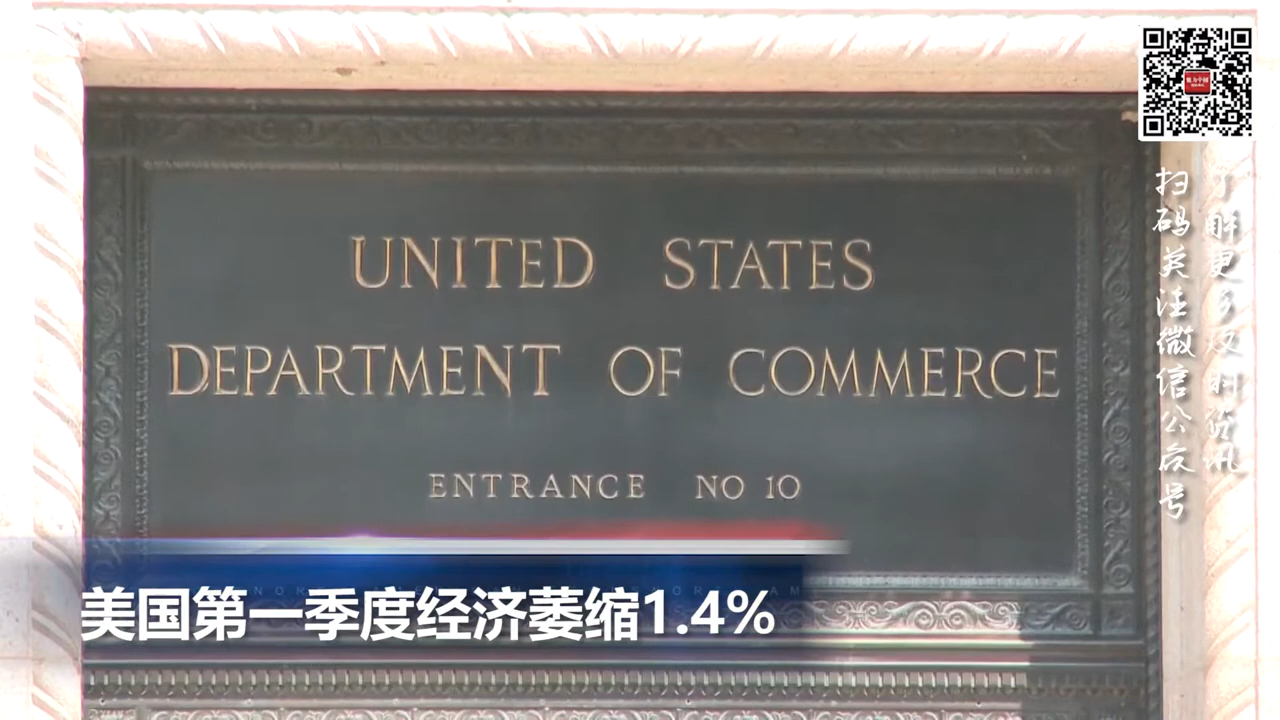 UNITED STATES
DEPARTMENT OF COMMERCE
ENTRANCE NO 10
美国第一季度经济萎缩1.4%
扫码关注微信公众号
了解更多及时资讯